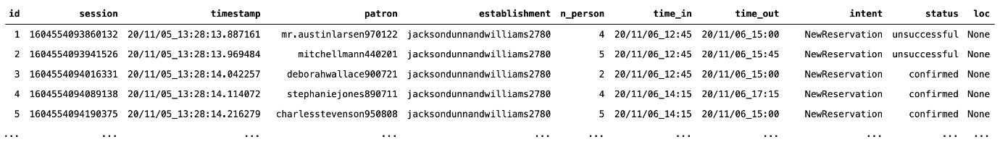 id session timestamp patron establishment n_person time_in time_out intent status loc
1 1604554093860132 20/11/05_13:28:13.887161 mr.austinlarsen970122 jacksondunnandwilliams2780 4 20/11/06_12:45 20/11/06_15:00 NewReservation unsuccessful None
2 1604554093941526 20/11/05_13:28:13.969484 mitchellmann440201 jacksondunnandwilliams2780 5 20/11/06_12:45 20/11/06_15:45 NewReservation unsuccessful None
3 1604554094016331 20/11/05_13:28:14.042257 deborahwallace900721 jacksondunnandwilliams2780 2 20/11/06_12:45 20/11/06_15:00 NewReservation confirmed None
4 1604554094089138 20/11/05_13:28:14.114072 stephaniejones890711 jacksondunnandwilliams2780 4 20/11/06_14:15 20/11/06_17:15 NewReservation confirmed None
5 1604554094190375 20/11/05_13:28:14.216279 charlesstevenson950808 jacksondunnandwilliams2780 5 20/11/06_14:15 20/11/06_15:00 NewReservation confirmed None
... ... ... ... ... ... ... ... ... ... ...